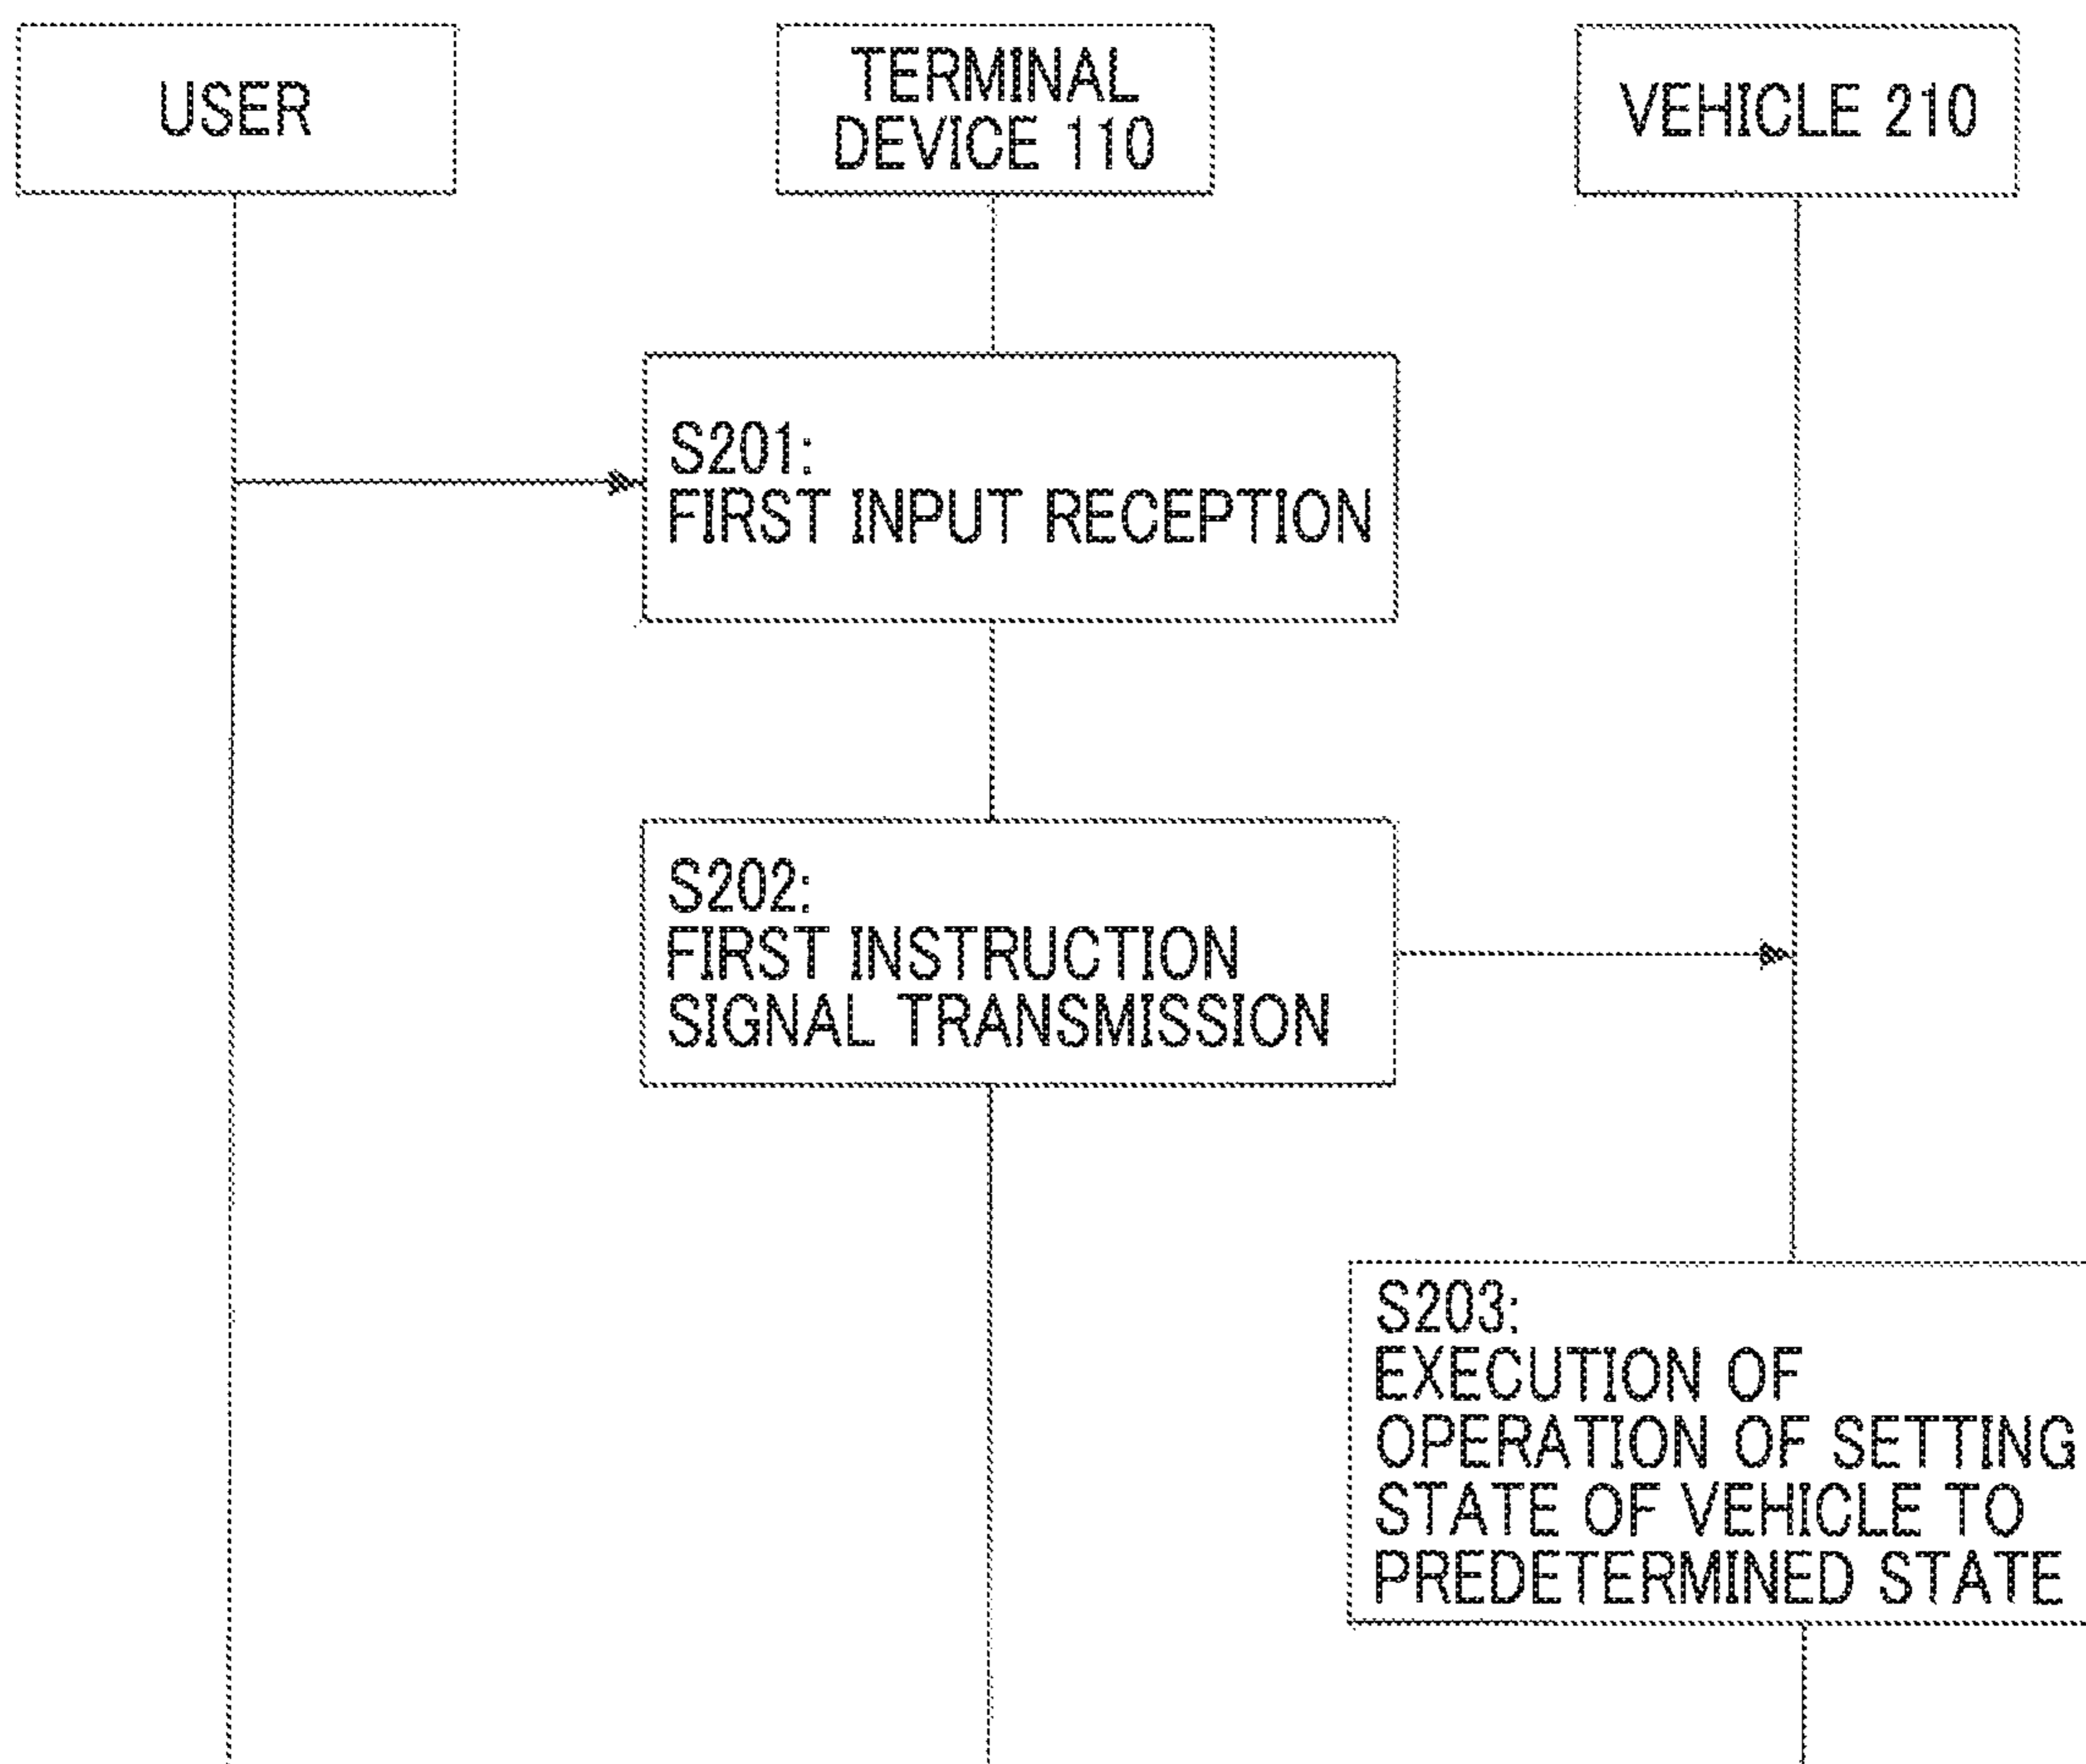 USER
TERMINAL
DEVICE 110
VEHICLE 210
S201:
FIRST INPUT RECEPTION
S202:
FIRST INSTRUCTION
SIGNAL TRANSMISSION
S203:
EXECUTION OF
OPERATION OF SETTING
STATE OF VEHICLE TO
PREDETERMINED STATE